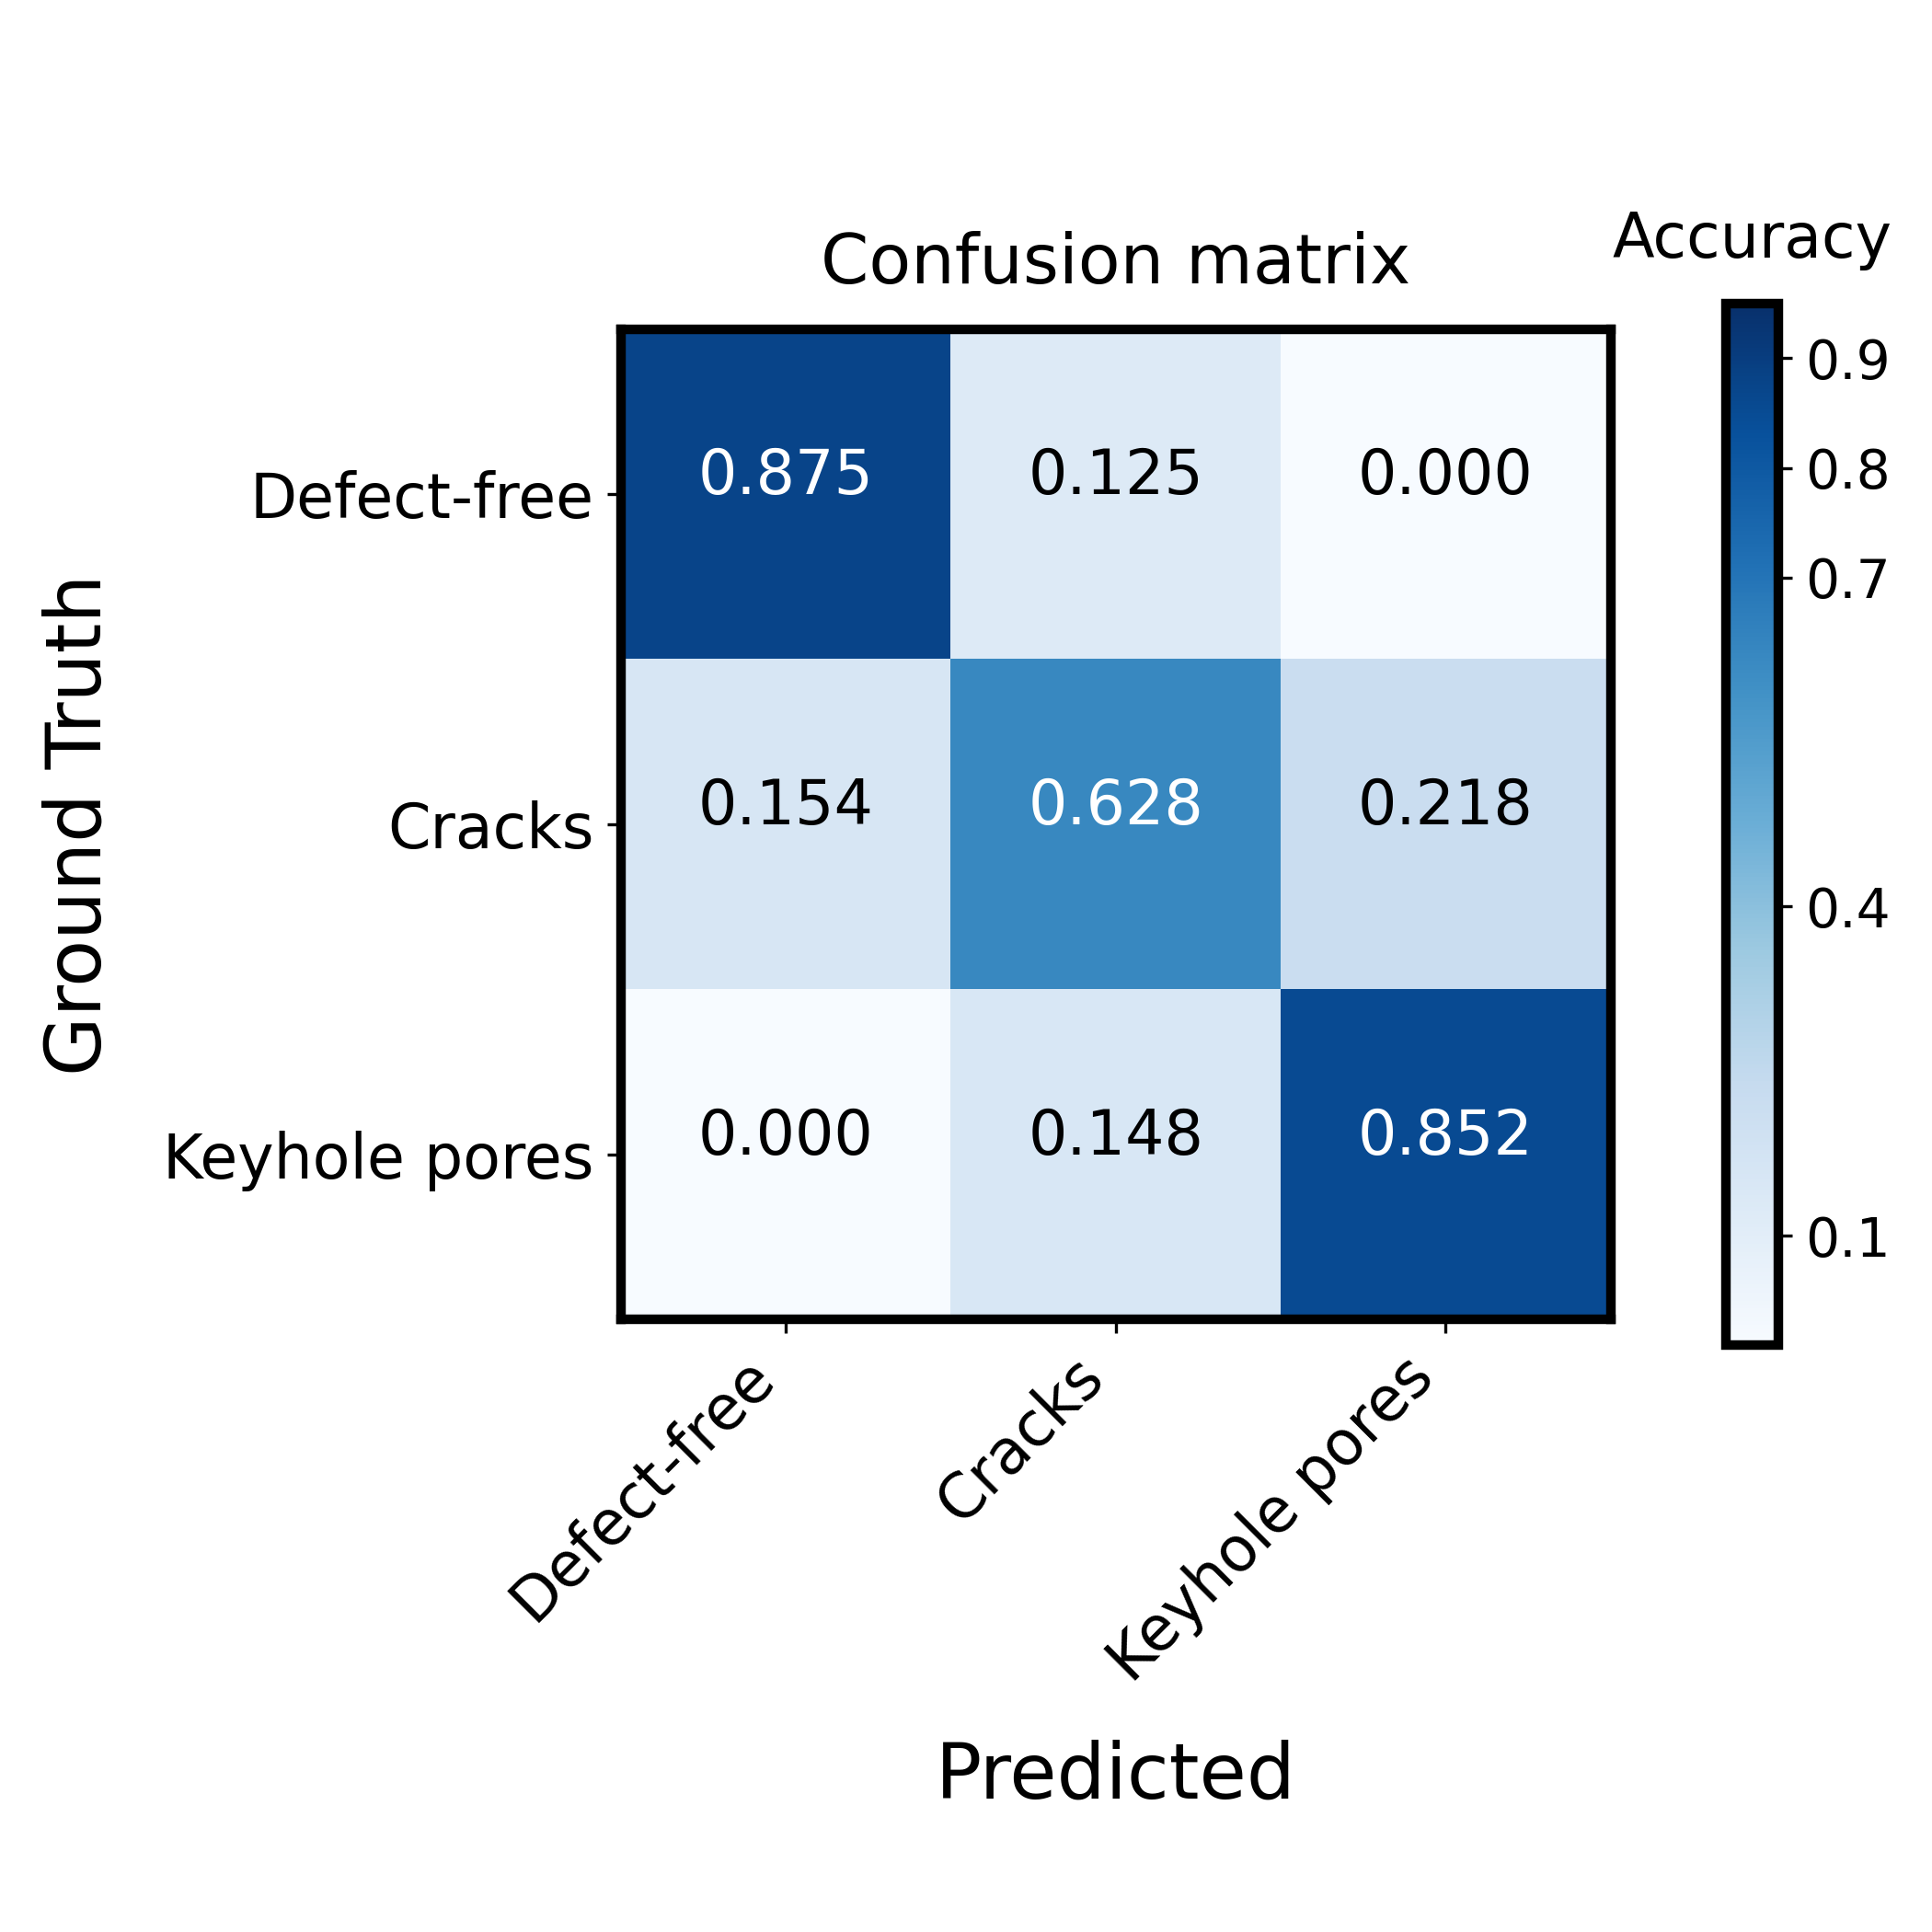 Confusion matrix
Accuracy
Ground Truth
Defect-free
0.875 0.125 0.000
Cracks
0.154 0.628 0.218
Keyhole pores
0.000 0.148 0.852
0.9
0.8
0.7
0.4
0.1
Defect-free
Cracks
Keyhole pores
Predicted